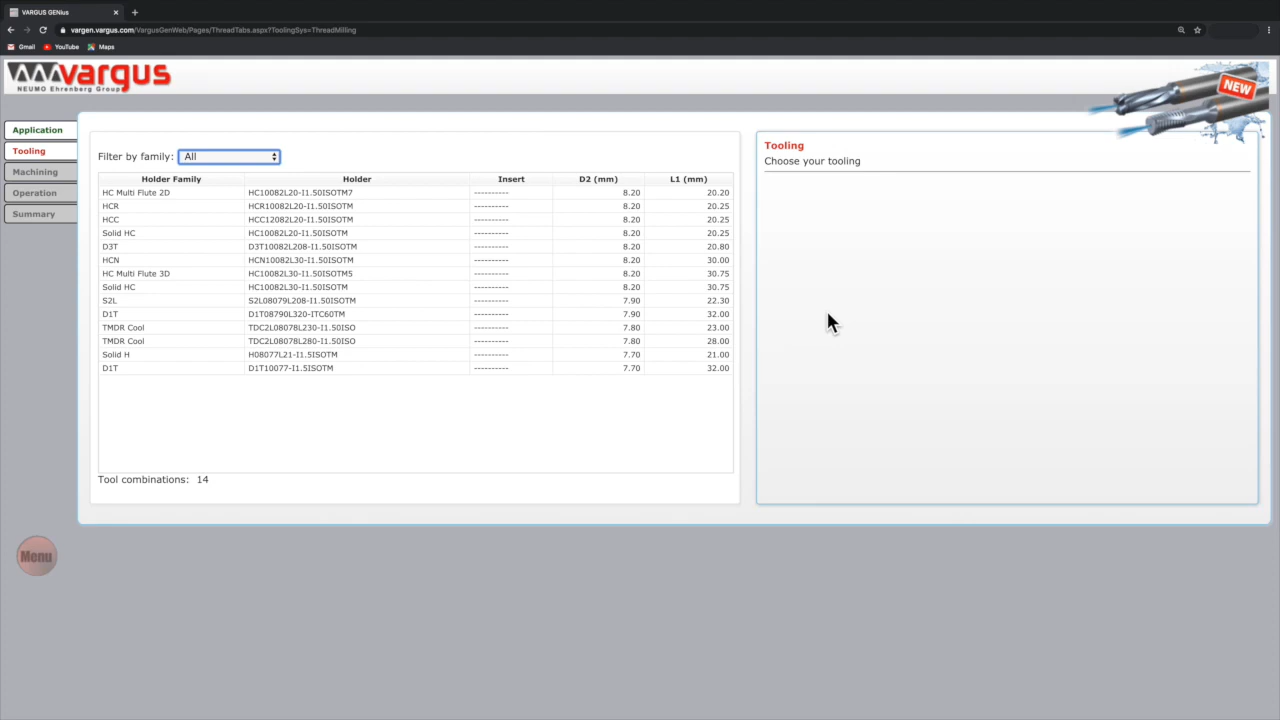 VARGUS GENius
vargen.vargus.com/VargusGenWeb/Pages/ThreadTabs.aspx?ToolingSys=ThreadMilling
Gmail YouTube Maps
vargus
NEUMO Ehrenberg Group
NEW
Application
Tooling
Machining
Operation
Summary
Menu
Filter by family: All
Holder Family Holder Insert D2 (mm) L1 (mm)
HC Multi Flute 2D HC10082L20-I1.50ISOTM7 ---------- 8.20 20.20
HCR HCR10082L20-I1.50ISOTM ---------- 8.20 20.25
HCC HCC12082L20-I1.50ISOTM ---------- 8.20 20.25
Solid HC HC10082L20-I1.50ISOTM ---------- 8.20 20.25
D3T D3T10082L208-I1.50ISOTM ---------- 8.20 20.80
HCN HCN10082L30-I1.50ISOTM ---------- 8.20 30.00
HC Multi Flute 3D HC10082L30-I1.50ISOTM5 ---------- 8.20 30.75
Solid HC HC10082L30-I1.50ISOTM ---------- 8.20 30.75
S2L S2L08079L208-I1.50ISOTM ---------- 7.90 22.30
D1T D1T08790L320-ITC60TM ---------- 7.90 32.00
TMDR Cool TDC2L08078L230-I1.50ISO ---------- 7.80 23.00
TMDR Cool TDC2L08078L280-I1.50ISO ---------- 7.80 28.00
Solid H H08077L21-I1.5ISOTM ---------- 7.70 21.00
D1T D1T10077-I1.5ISOTM ---------- 7.70 32.00
Tool combinations: 14
Tooling
Choose your tooling